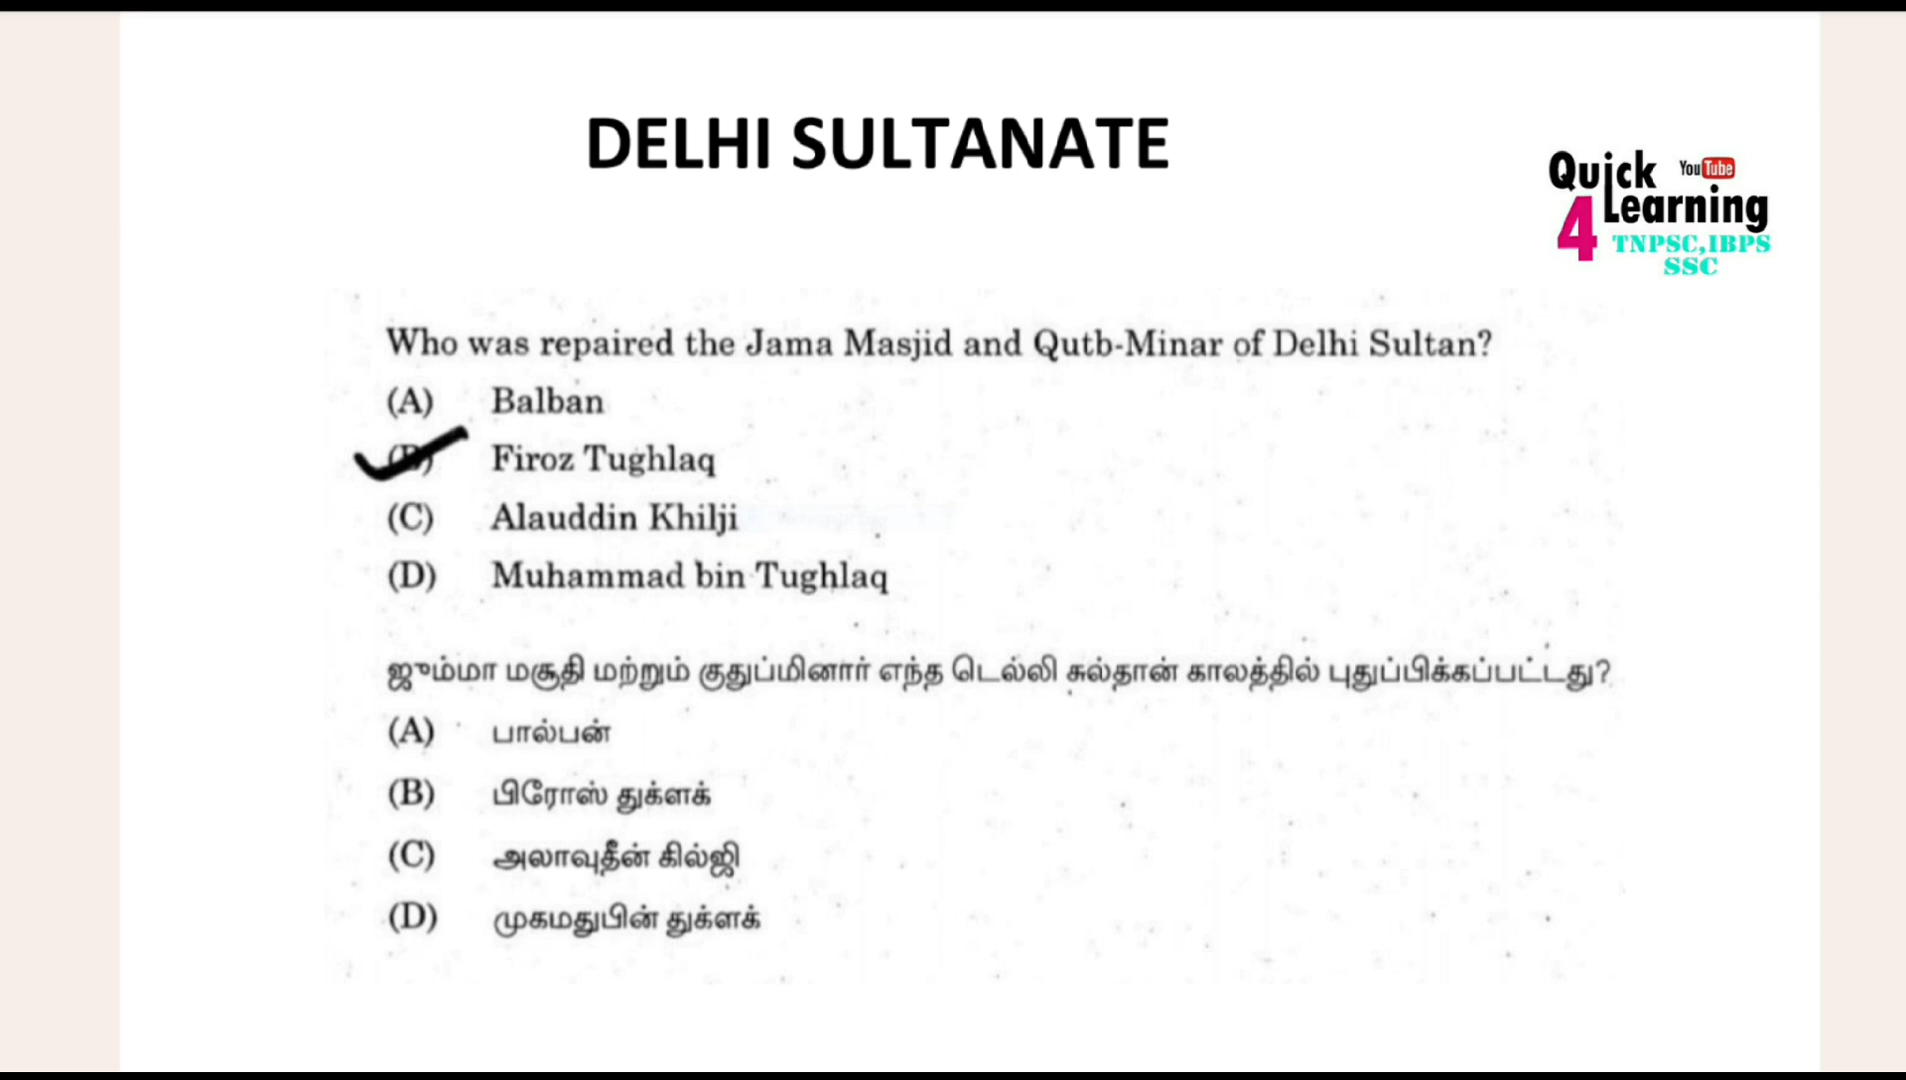 DELHI SULTANATE
Quick YouTube
4 Learning
TNPSC,IBPS
SSC
Who was repaired the Jama Masjid and Qutb-Minar of Delhi Sultan?
(A) Balban
(B) Firoz Tughlaq
(C) Alauddin Khilji
(D) Muhammad bin Tughlaq
ஜும்மா மசூதி மற்றும் குதுப்மினார் எந்த டெல்லி சுல்தான் காலத்தில் புதுப்பிக்கப்பட்டது?
(A) பால்பன்
(B) பிரோஸ் துக்ளக்
(C) அலாவுதீன் கில்ஜி
(D) முகமதுபின் துக்ளக்